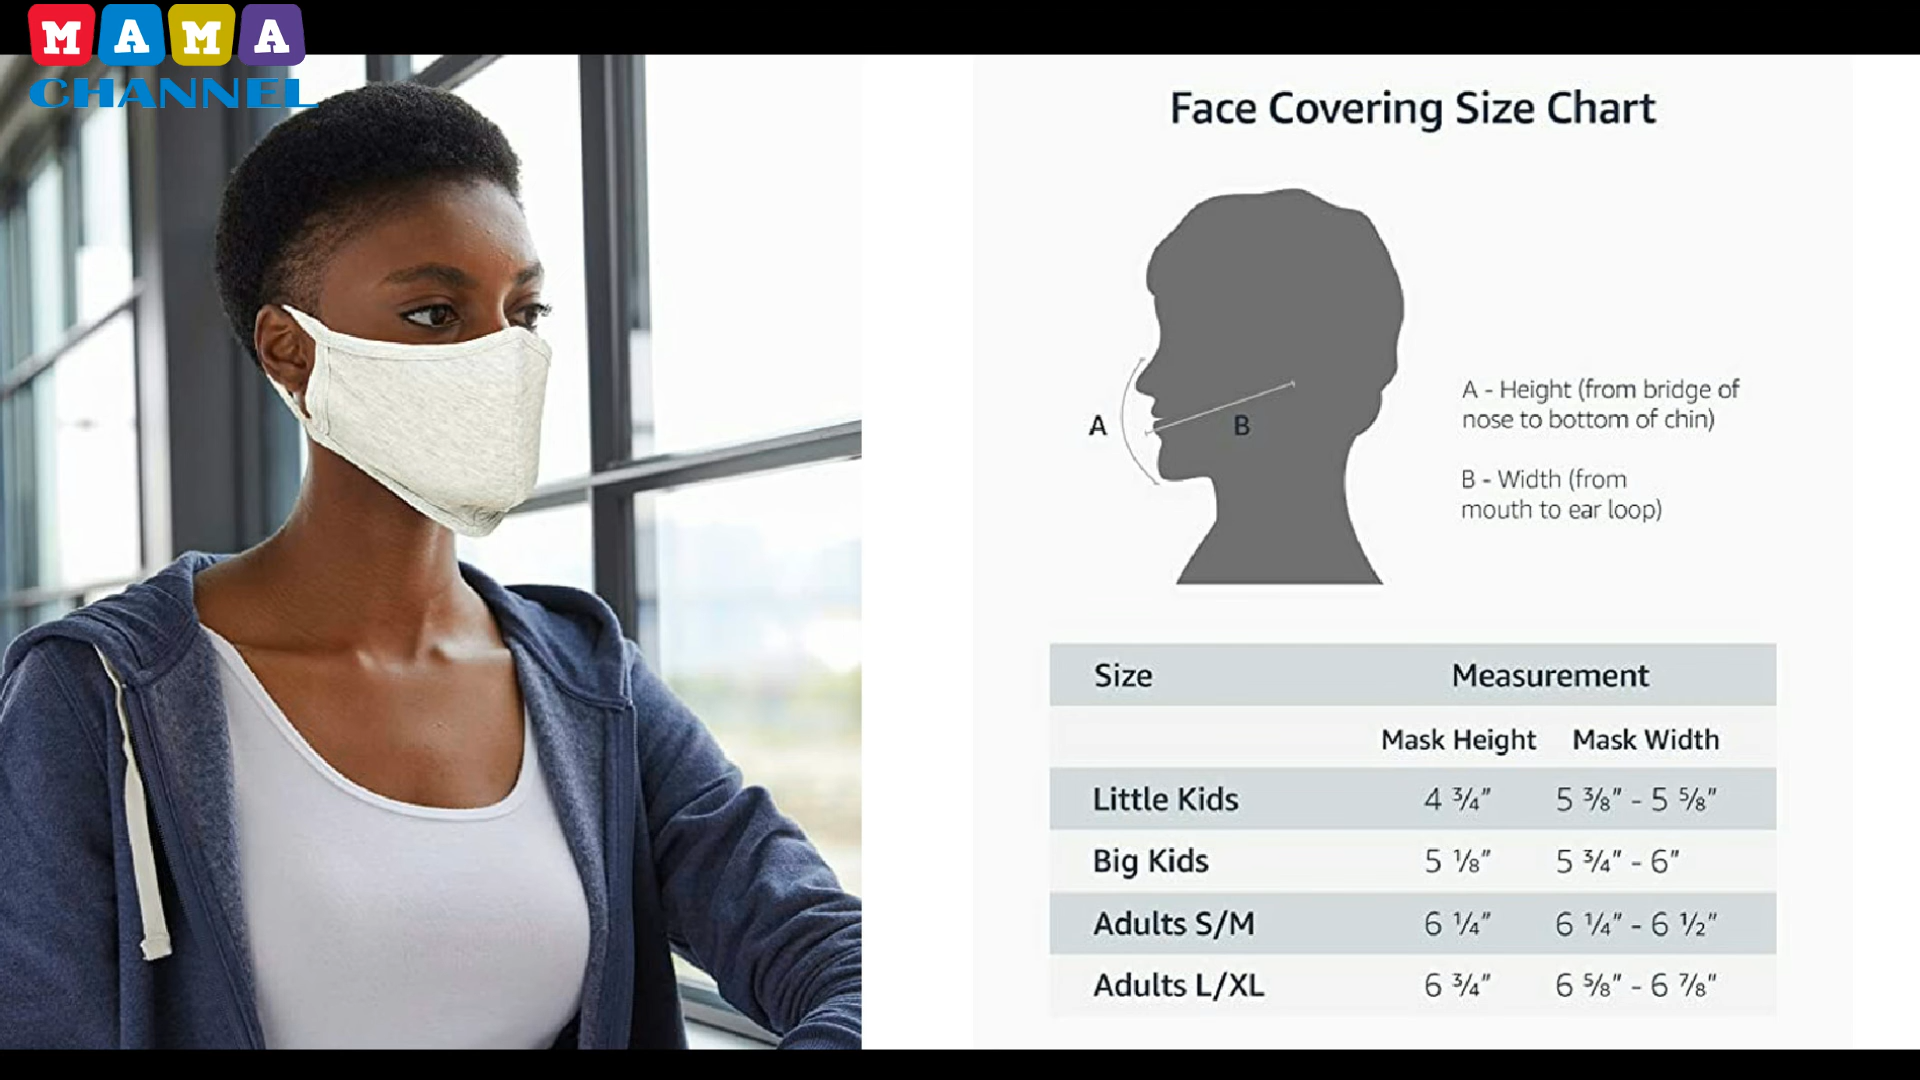 MAMA
CHANNEL
Face Covering Size Chart
A
B
A - Height (from bridge of
nose to bottom of chin)
B - Width (from
mouth to ear loop)
Size Measurement
Mask Height Mask Width
Little Kids 4 ¾” 5 ⅜” - 5 ⅝”
Big Kids 5 ⅛” 5 ¾” - 6”
Adults S/M 6 ¼” 6 ¼” - 6 ½”
Adults L/XL 6 ¾” 6 ⅝” - 6 ⅞”